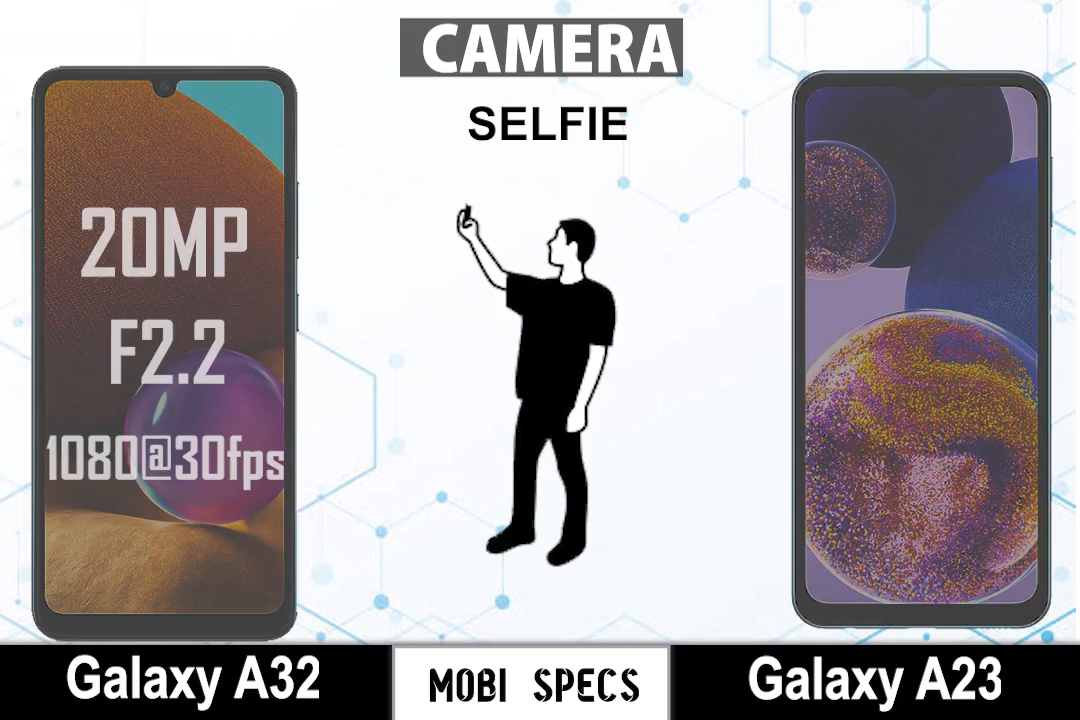 CAMERA
SELFIE
20MP
F2.2
1080@30fps
Galaxy A32
MOBI SPECS
Galaxy A23